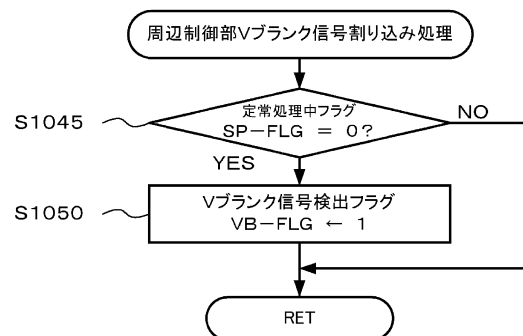 周辺制御部Vブランク信号割り込み処理
S1045
定常処理中フラグ
SP-FLG = 0?
NO
YES
S1050
Vブランク信号検出フラグ
VB-FLG ← 1
RET